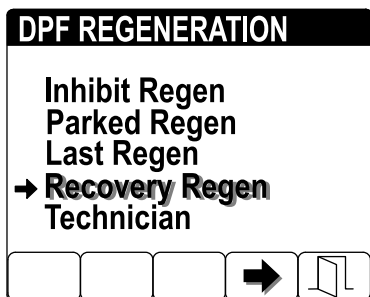 DPF REGENERATION
Inhibit Regen
Parked Regen
Last Regen
Recovery Regen
Technician